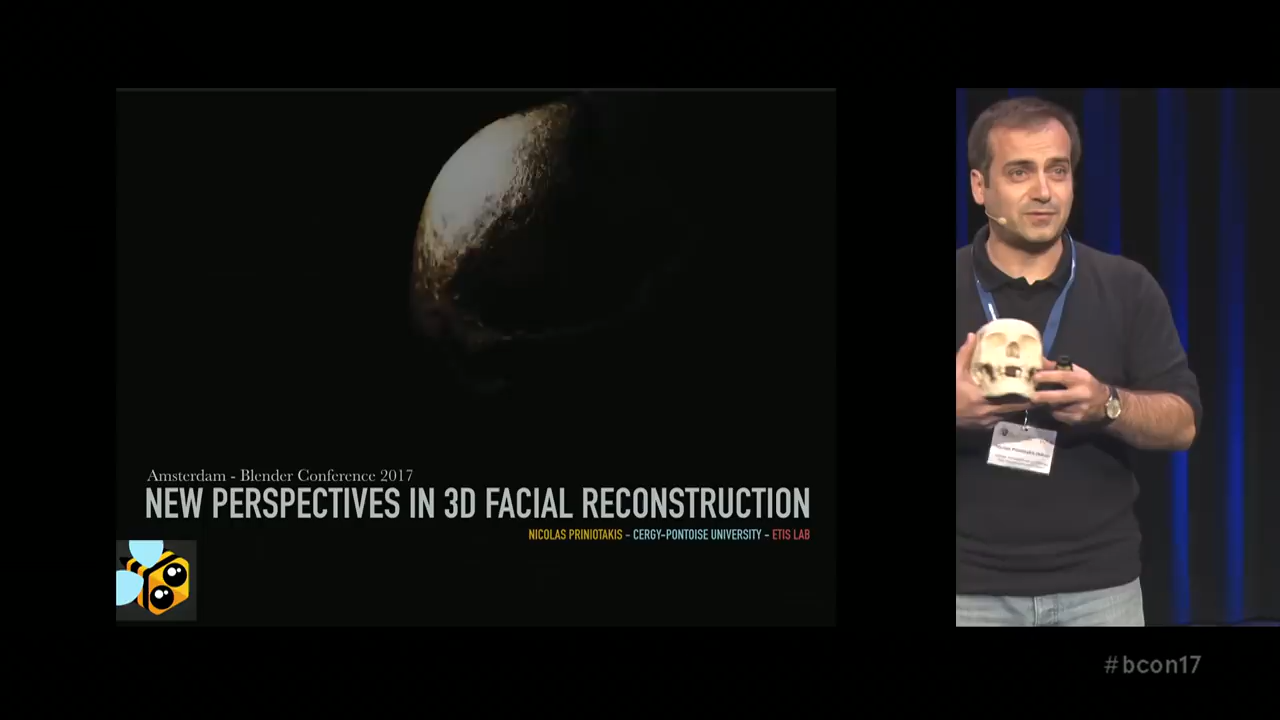 Amsterdam - Blender Conference 2017
NEW PERSPECTIVES IN 3D FACIAL RECONSTRUCTION
NICOLAS PRINIOTAKIS - CERGY-PONTOISE UNIVERSITY - ETIS LAB
#bcon17